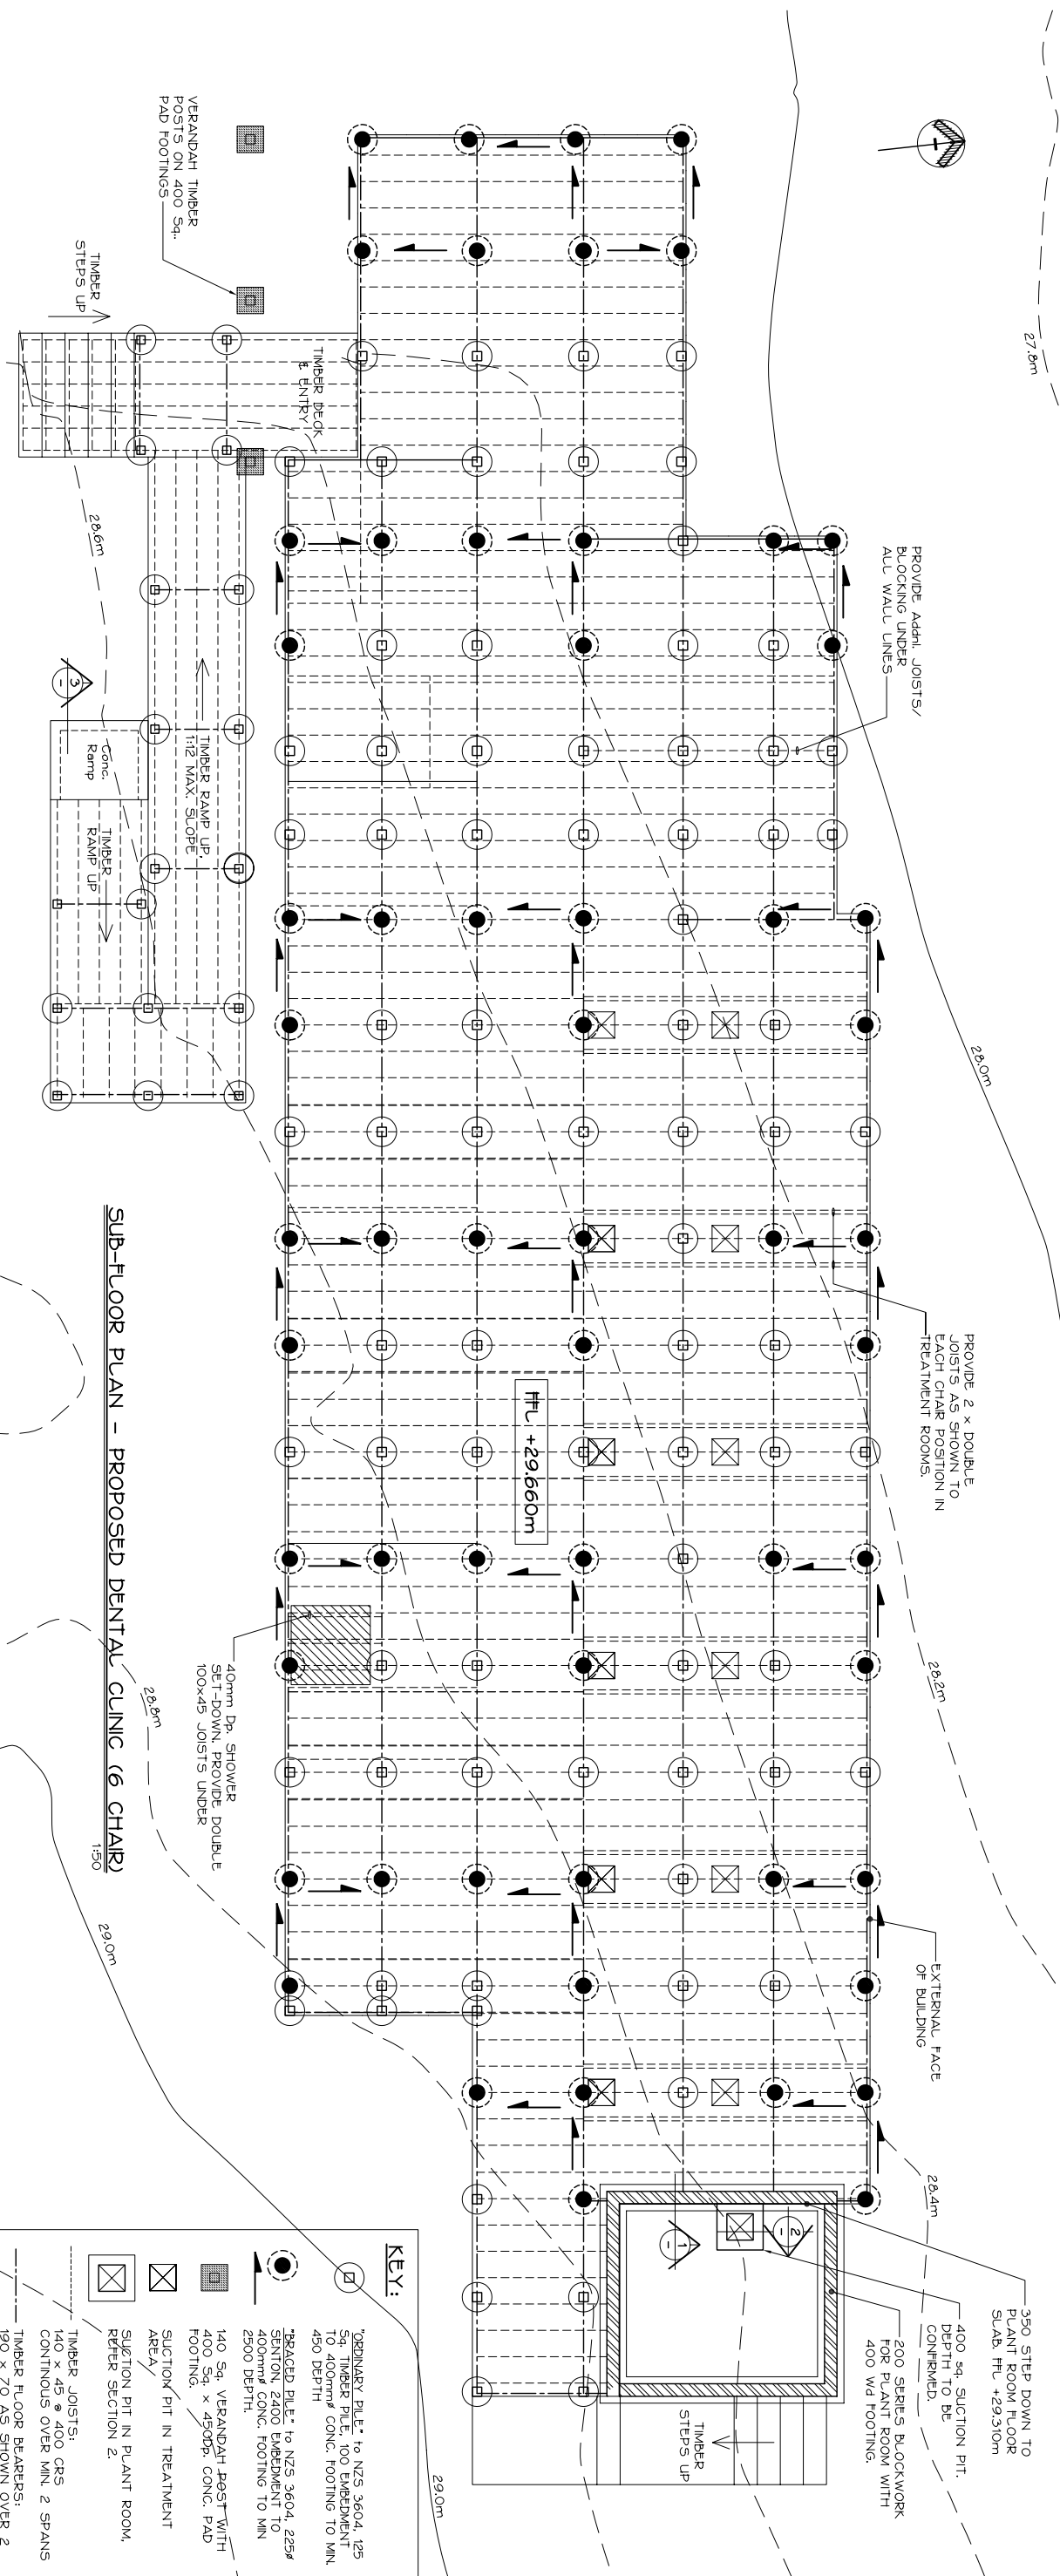 27.8m
VERANDAH TIMBER
POSTS ON 400 Sq.
PAD FOOTINGS
TIMBER
STEPS UP
TIMBER DECK
& ENTRY
28.6m
3
-
Conc.
Ramp
TIMBER RAMP UP,
1:12 MAX. SLOPE
TIMBER
RAMP UP
PROVIDE Addnl. JOISTS/
BLOCKING UNDER
ALL WALL LINES
28.0m
PROVIDE 2 x DOUBLE
JOISTS AS SHOWN TO
EACH CHAIR POSITION IN
TREATMENT ROOMS.
FFL +29.660m
28.2m
40mm Dp. SHOWER
SET-DOWN. PROVIDE DOUBLE
100x45 JOISTS UNDER
SUB-FLOOR PLAN - PROPOSED DENTAL CLINIC (6 CHAIR)
1:50
28.8m
29.0m
EXTERNAL FACE
OF BUILDING
28.4m
350 STEP DOWN TO
PLANT ROOM FLOOR
SLAB. FFL +29.310m
400 sq. SUCTION PIT.
DEPTH TO BE
CONFIRMED.
200 SERIES BLOCKWORK
FOR PLANT ROOM WITH
400 Wd FOOTING.
2
-
1
-
TIMBER
STEPS UP
29.0m
KEY:
"ORDINARY PILE" to NZS 3604, 125
Sq. TIMBER PILE, 100 EMBEDMENT
TO 400mmø CONC. FOOTING TO MIN.
450 DEPTH
"BRACED PILE" to NZS 3604, 225ø
SENTON, 2400 EMBEDMENT TO
400mmø CONC. FOOTING TO MIN
2500 DEPTH.
140 Sq. VERANDAH POST WITH
400 Sq. x 450Dp. CONC. PAD
FOOTING.
SUCTION PIT IN TREATMENT
AREA
SUCTION PIT IN PLANT ROOM,
REFER SECTION 2.
TIMBER JOISTS:
140 x 45 @ 400 CRS
CONTINOUS OVER MIN. 2 SPANS
TIMBER FLOOR BEARERS:
190 x 70 AS SHOWN OVER 2